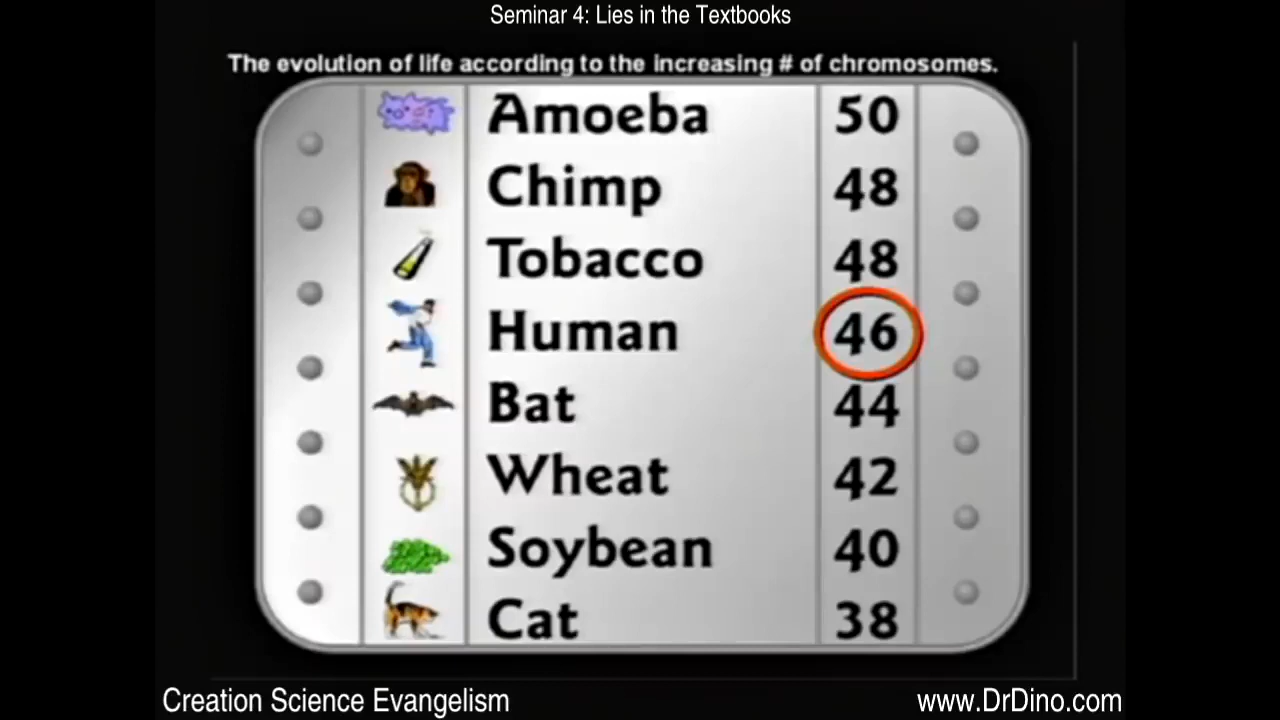 Seminar 4: Lies in the Textbooks
The evolution of life according to the increasing # of chromosomes.
Amoeba 50
Chimp 48
Tobacco 48
Human 46
Bat 44
Wheat 42
Soybean 40
Cat 38
Creation Science Evangelism www.DrDino.com